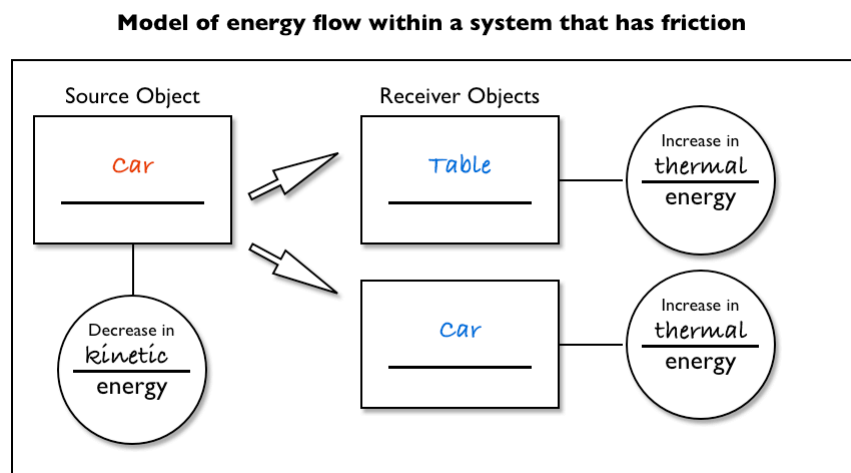 Model of energy flow within a system that has friction
Source Object
Receiver Objects
Car
Table
Increase in
thermal
energy
Decrease in
kinetic
energy
Car
Increase in
thermal
energy